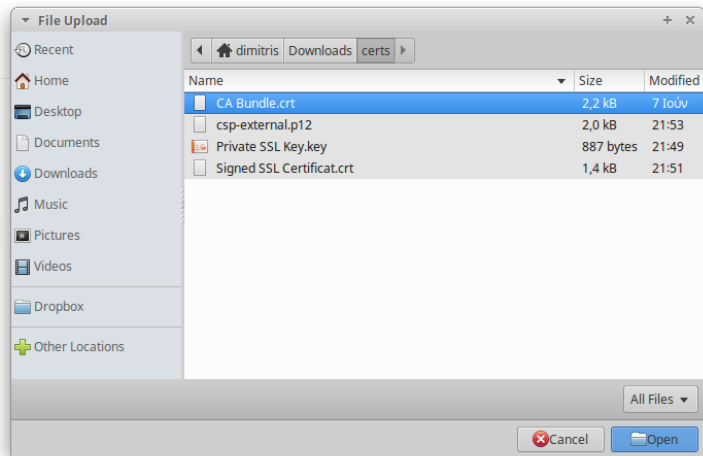 File Upload
Recent
Home
Desktop
Documents
Downloads
Music
Pictures
Videos
Dropbox
Other Locations
dimitris Downloads certs
Name Size Modified
CA Bundle.crt 2,2 kB 7 Ιούν
csp-external.p12 2,0 kB 21:53
Private SSL Key.key 887 bytes 21:49
Signed SSL Certificat.crt 1,4 kB 21:51
All Files
Cancel Open